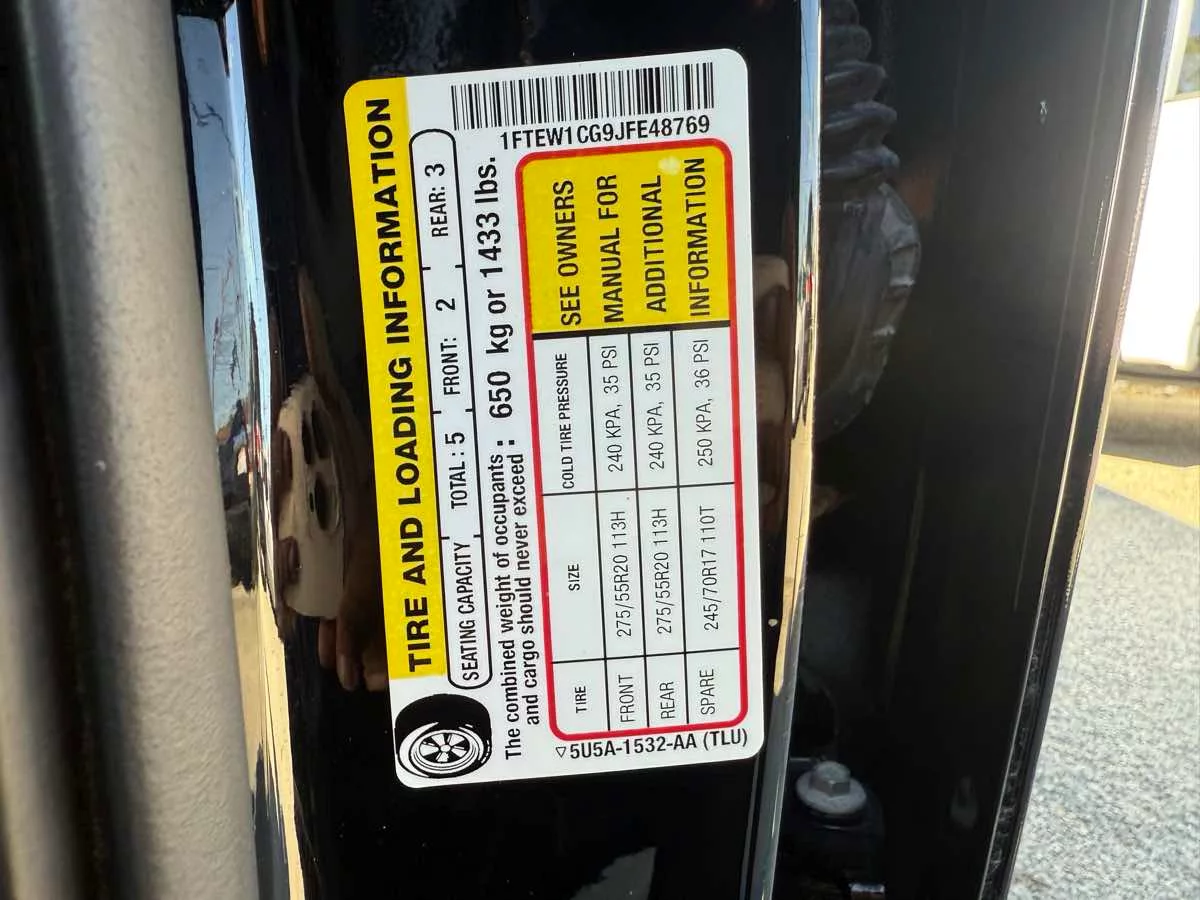 TIRE AND LOADING INFORMATION
SEATING CAPACITY TOTAL : 5 FRONT: 2 REAR: 3
The combined weight of occupants : 650 kg or 1433 lbs.
and cargo should never exceed
1FTEW1CG9JFE48769
TIRE SIZE COLD TIRE PRESSURE
FRONT 275/55R20 113H 240 KPA, 35 PSI
REAR 275/55R20 113H 240 KPA, 35 PSI
SPARE 245/70R17 110T 250 KPA, 36 PSI
SEE OWNERS
MANUAL FOR
ADDITIONAL
INFORMATION
▽5U5A-1532-AA (TLU)